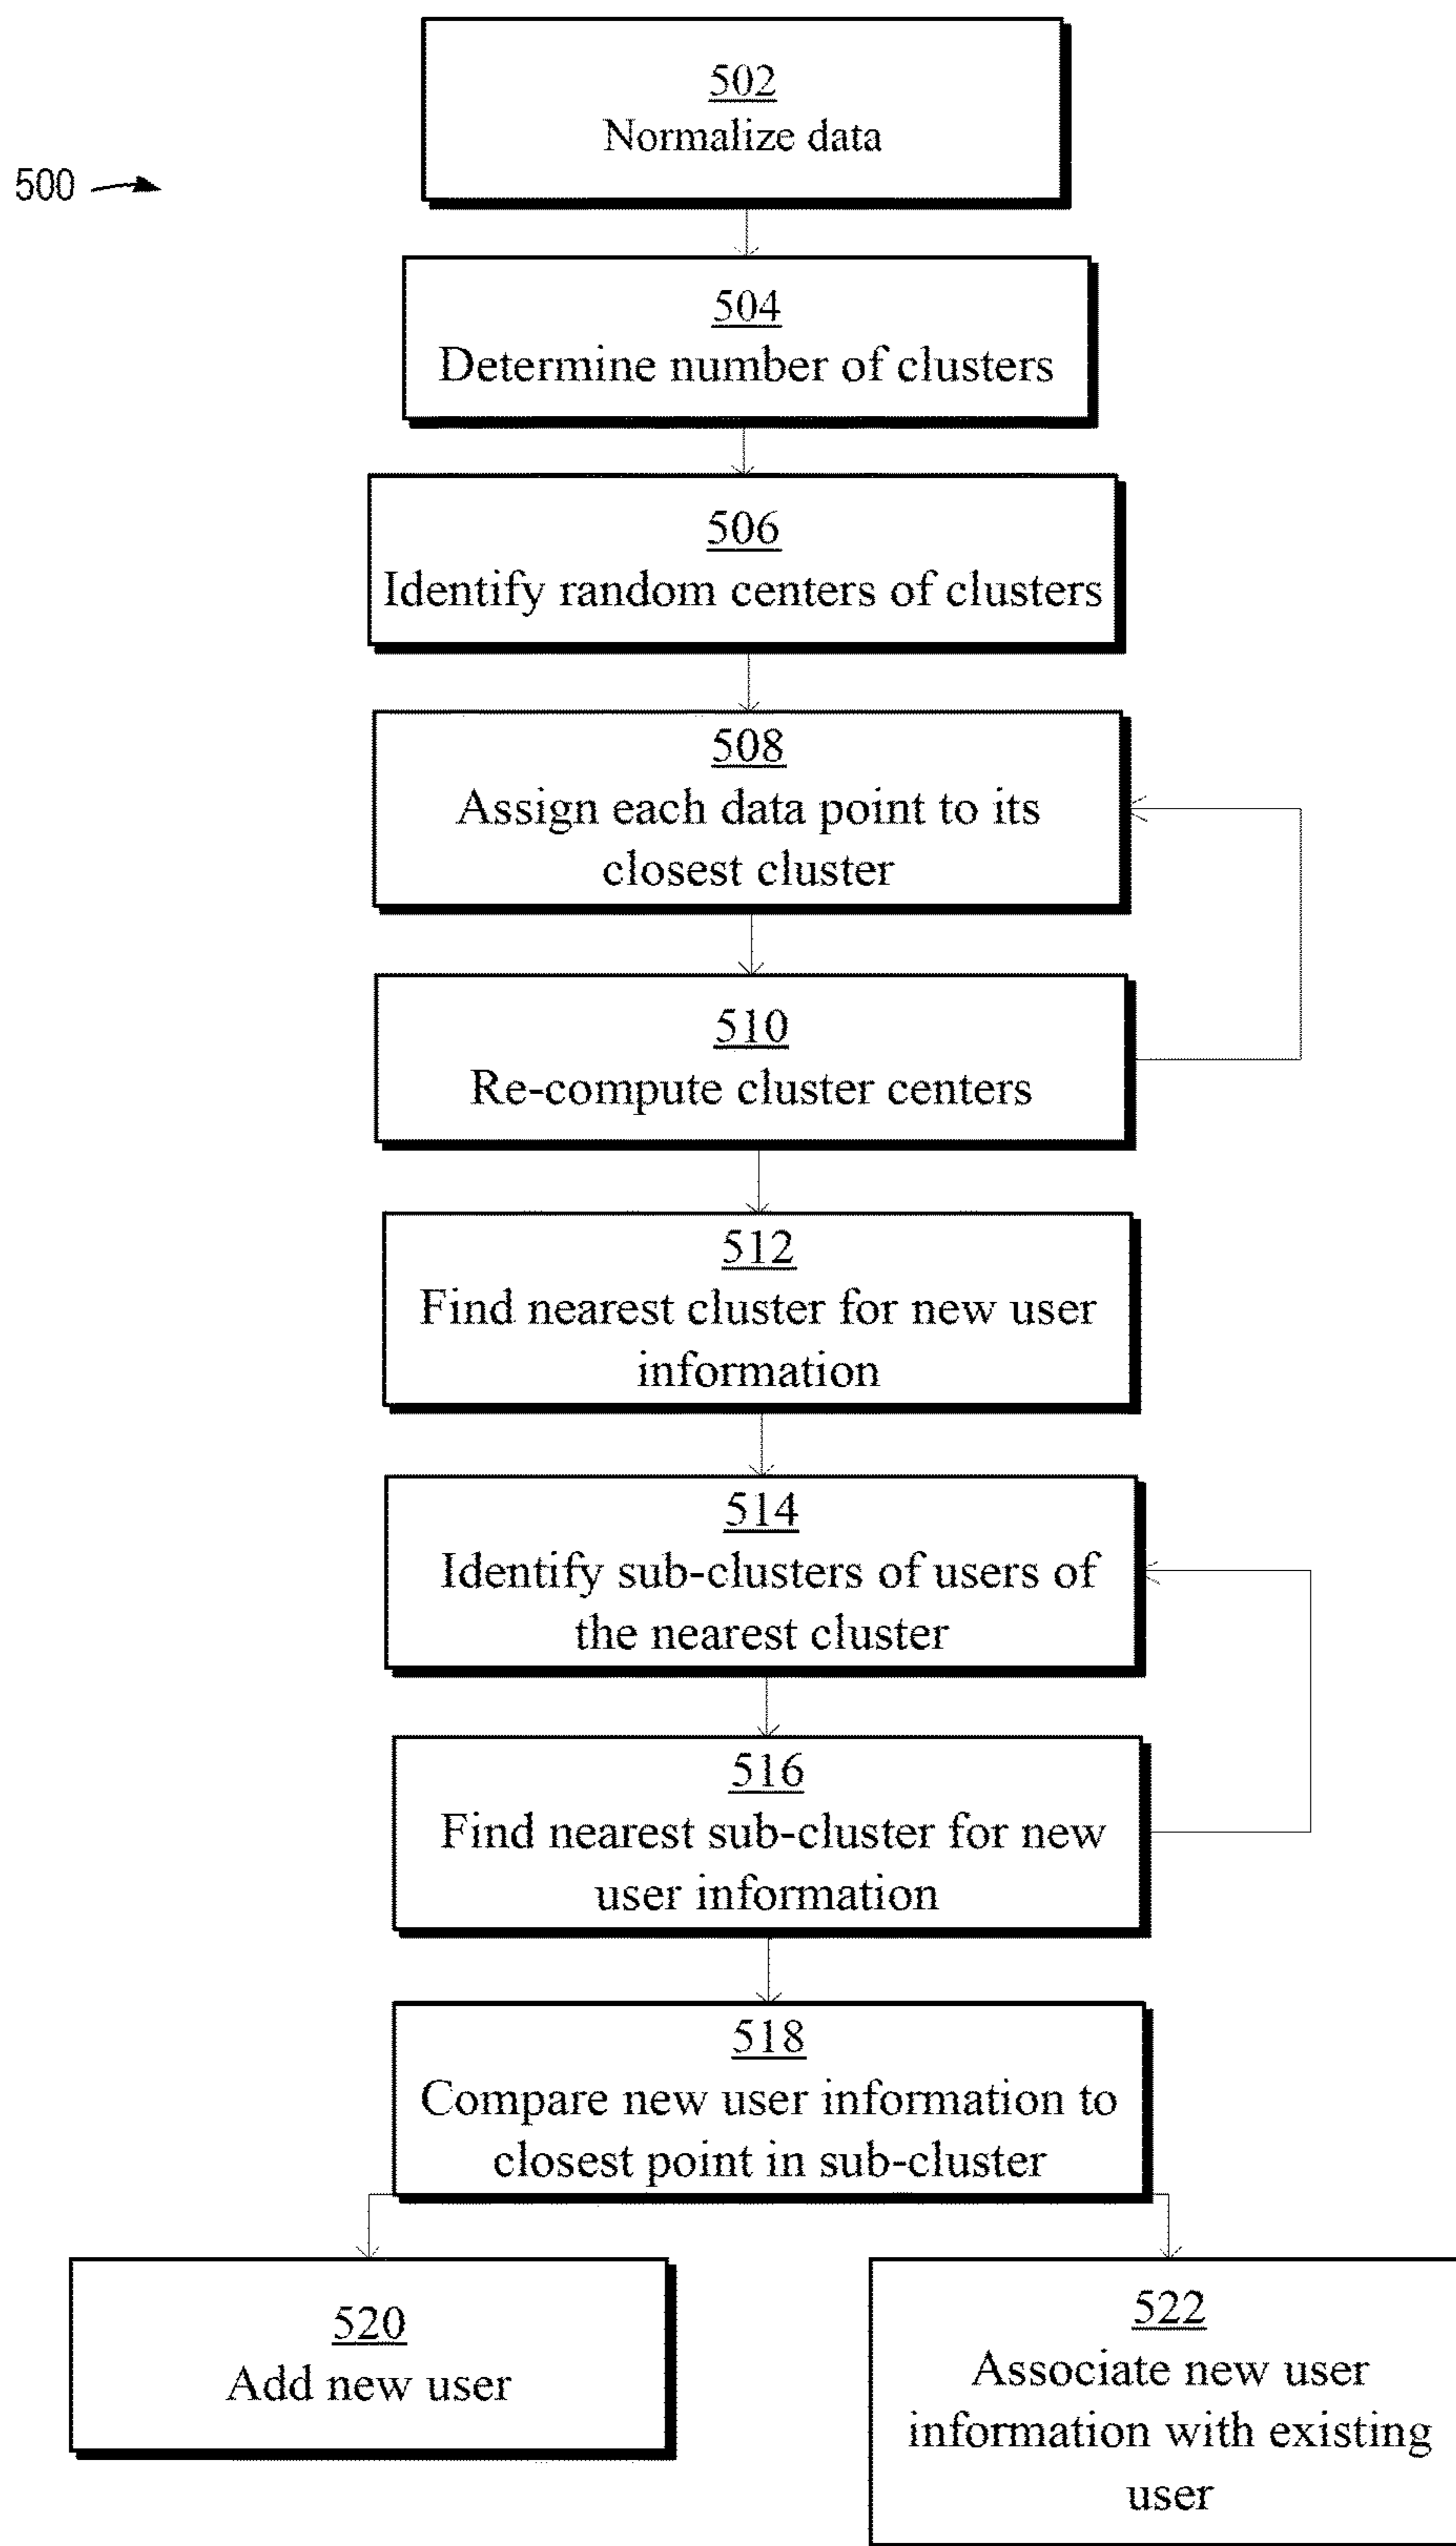 502
Normalize data
500
504
Determine number of clusters
506
Identify random centers of clusters
508
Assign each data point to its
closest cluster
510
Re-compute cluster centers
512
Find nearest cluster for new user
information
514
Identify sub-clusters of users of
the nearest cluster
516
Find nearest sub-cluster for new
user information
518
Compare new user information to
closest point in sub-cluster
520
Add new user
522
Associate new user
information with existing
user